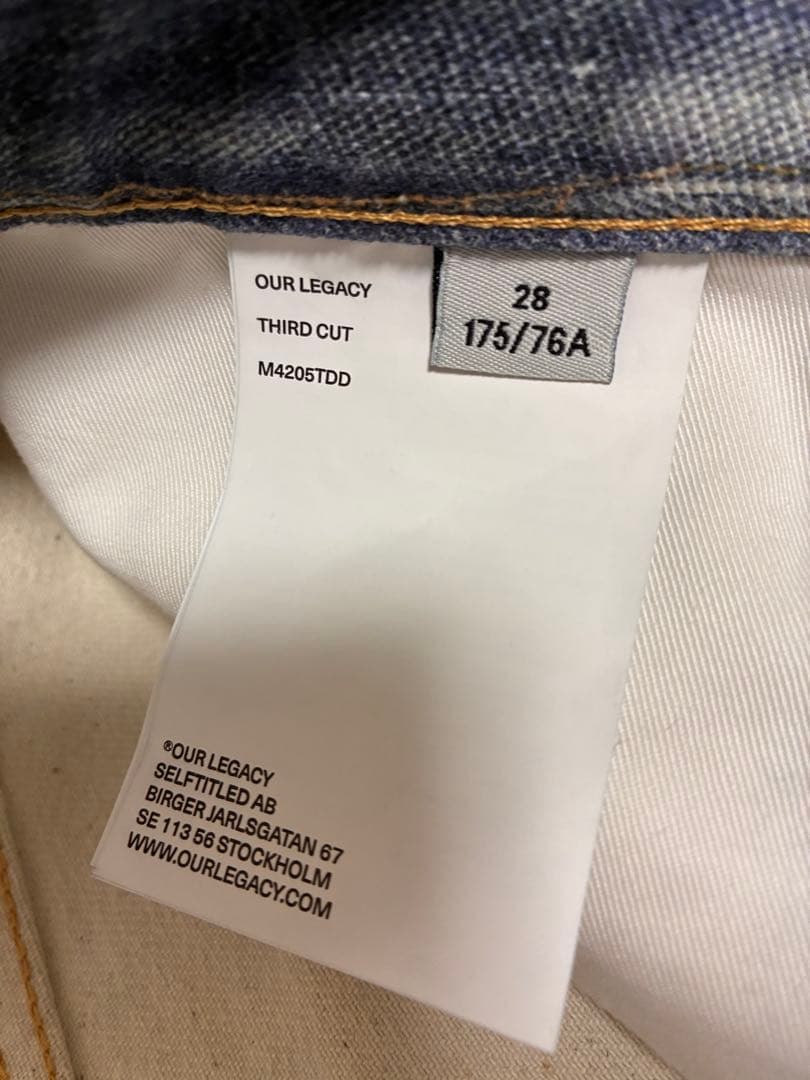 OUR LEGACY
THIRD CUT
M4205TDD
28
175/76A
®OUR LEGACY
SELFTITLED AB
BIRGER JARLSGATAN 67
SE 113 56 STOCKHOLM
WWW.OURLEGACY.COM